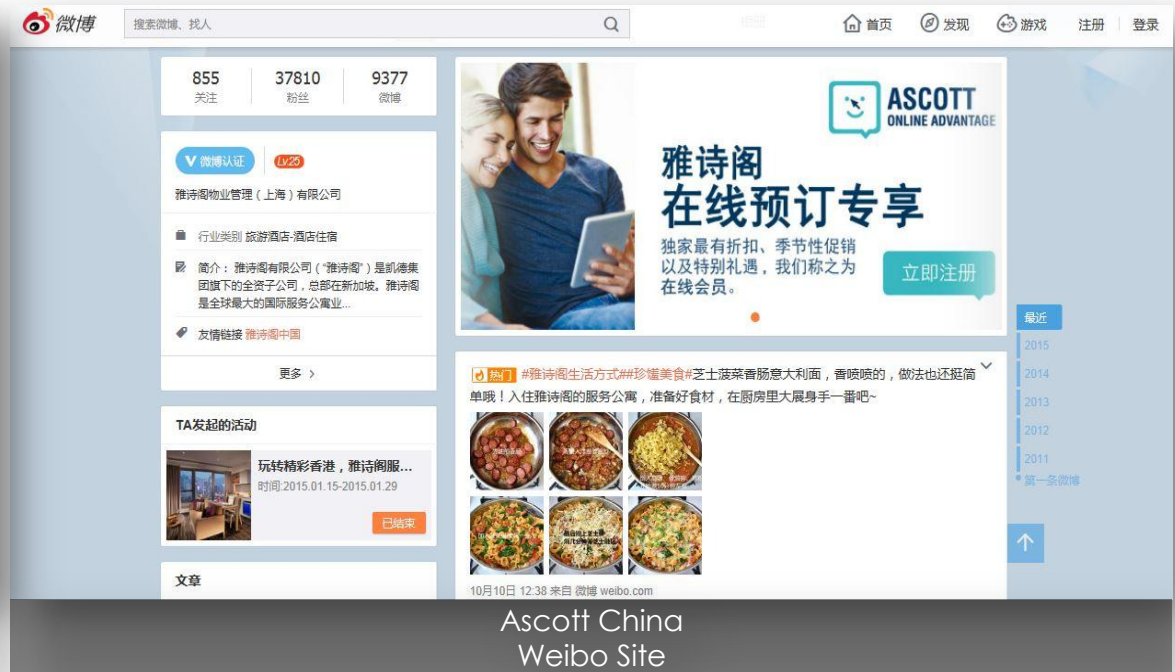 微博
搜索微博、找人
首页
发现
游戏
注册
登录
855
关注
37810
粉丝
9377
微博
V 微博认证
Lv.25
雅诗阁物业管理（上海）有限公司
行业类别 旅游酒店-酒店住宿
简介： 雅诗阁有限公司（“雅诗阁”）是凯德集
团旗下的全资子公司，总部在新加坡。雅诗阁
是全球最大的国际服务公寓业...
友情链接 雅诗阁中国
更多 >
TA发起的活动
玩转精彩香港，雅诗阁服...
时间:2015.01.15-2015.01.29
已结束
文章
ASCOTT
ONLINE ADVANTAGE
雅诗阁
在线预订专享
独家最有折扣、季节性促销
以及特别礼遇，我们称之为
在线会员。
立即注册
热门 #雅诗阁生活方式##珍馐美食#芝士菠菜香肠意大利面，香喷喷的，做法也还挺简
单哦！入住雅诗阁的服务公寓，准备好食材，在厨房里大展身手一番吧~
10月10日 12:38 来自 微博 weibo.com
最近
2015
2014
2013
2012
2011
第一条微博
Ascott China
Weibo Site